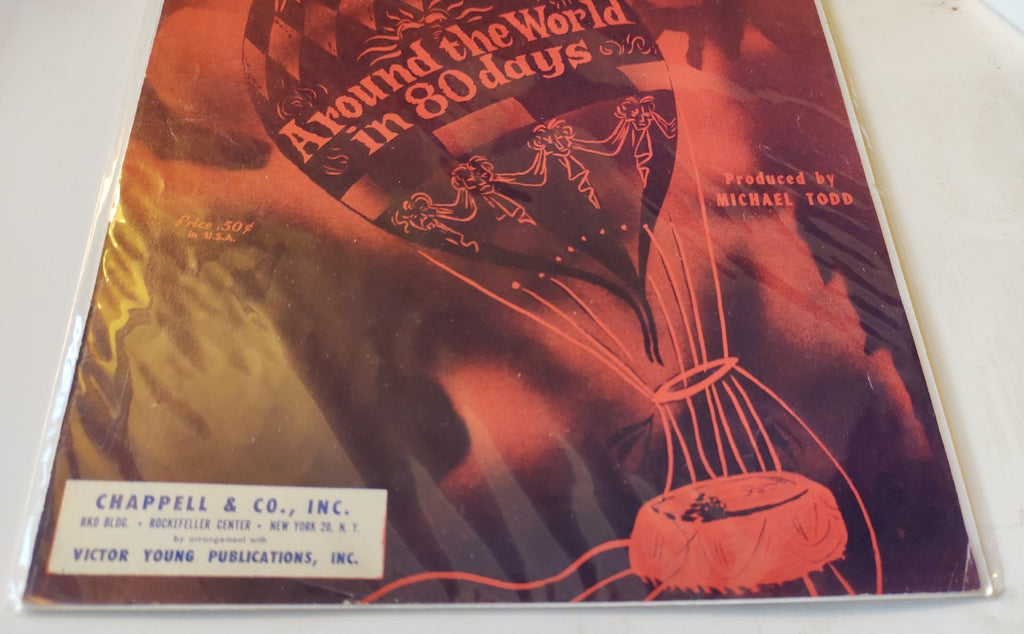 Around the World
in 80 days
Produced by
MICHAEL TODD
Price .50¢
in U.S.A.
CHAPPELL & CO., INC.
RKO BLDG. • ROCKEFELLER CENTER • NEW YORK 20, N. Y.
by arrangement with
VICTOR YOUNG PUBLICATIONS, INC.